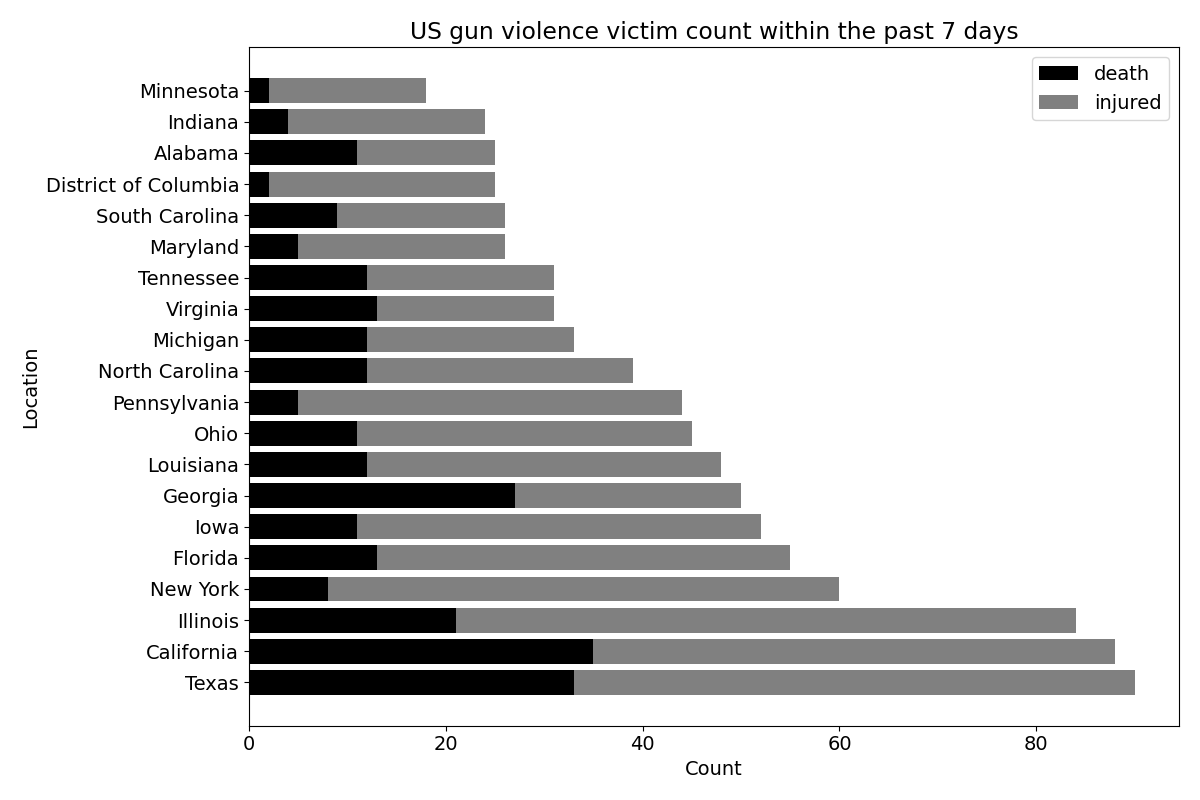 US gun violence victim count within the past 7 days
death
injured
Minnesota
Indiana
Alabama
District of Columbia
South Carolina
Maryland
Tennessee
Virginia
Michigan
North Carolina
Pennsylvania
Ohio
Louisiana
Georgia
Iowa
Florida
New York
Illinois
California
Texas
Location
0 20 40 60 80
Count